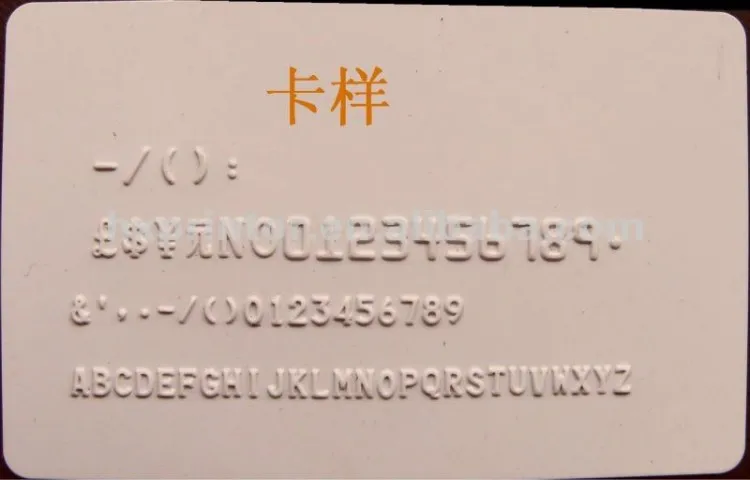 卡样
-/():
£$¥元NO0123456789.
&',.-/()0123456789
ABCDEFGHIJKLMNOPQRSTUVWXYZ